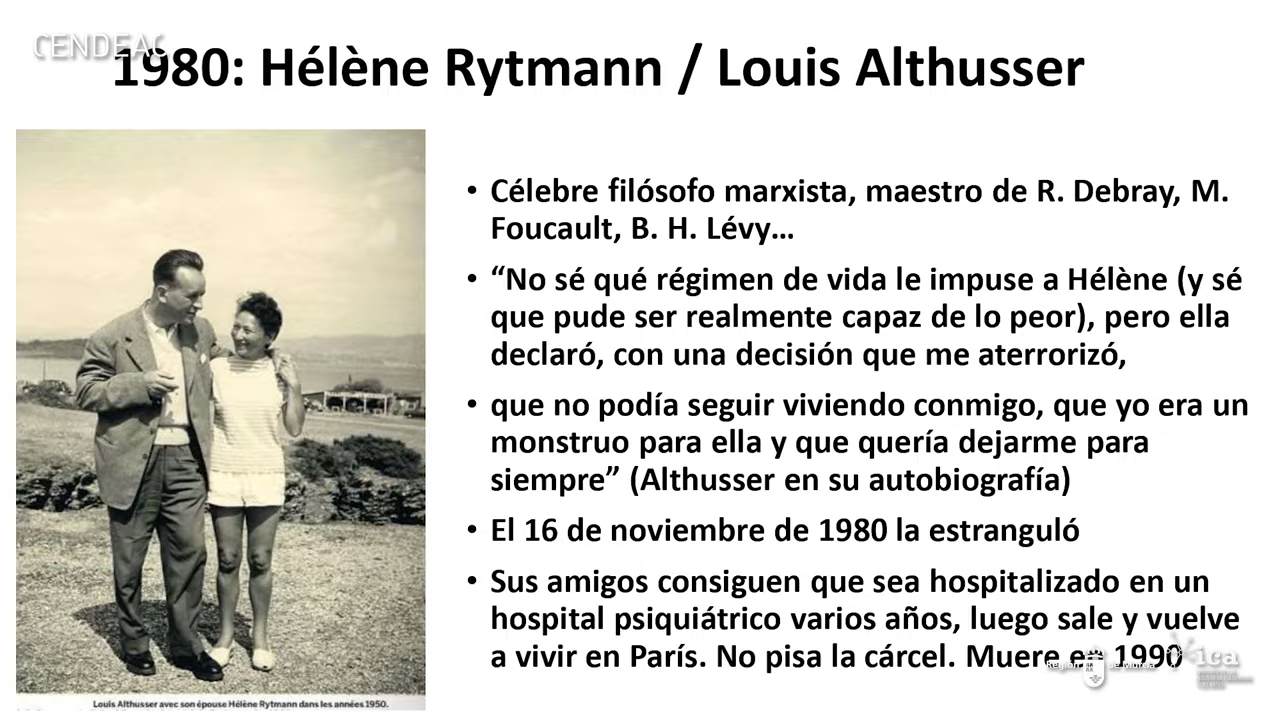 CENDEAC
1980: Hélène Rytmann / Louis Althusser
• Célebre filósofo marxista, maestro de R. Debray, M.
Foucault, B. H. Lévy…
• “No sé qué régimen de vida le impuse a Hélène (y sé
que pude ser realmente capaz de lo peor), pero ella
declaró, con una decisión que me aterrorizó,
• que no podía seguir viviendo conmigo, que yo era un
monstruo para ella y que quería dejarme para
siempre” (Althusser en su autobiografía)
• El 16 de noviembre de 1980 la estranguló
• Sus amigos consiguen que sea hospitalizado en un
hospital psiquiátrico varios años, luego sale y vuelve
a vivir en París. No pisa la cárcel. Muere en 1990
Región de Murcia
ica
Louis Althusser avec son épouse Hélène Rytmann dans les années 1950.